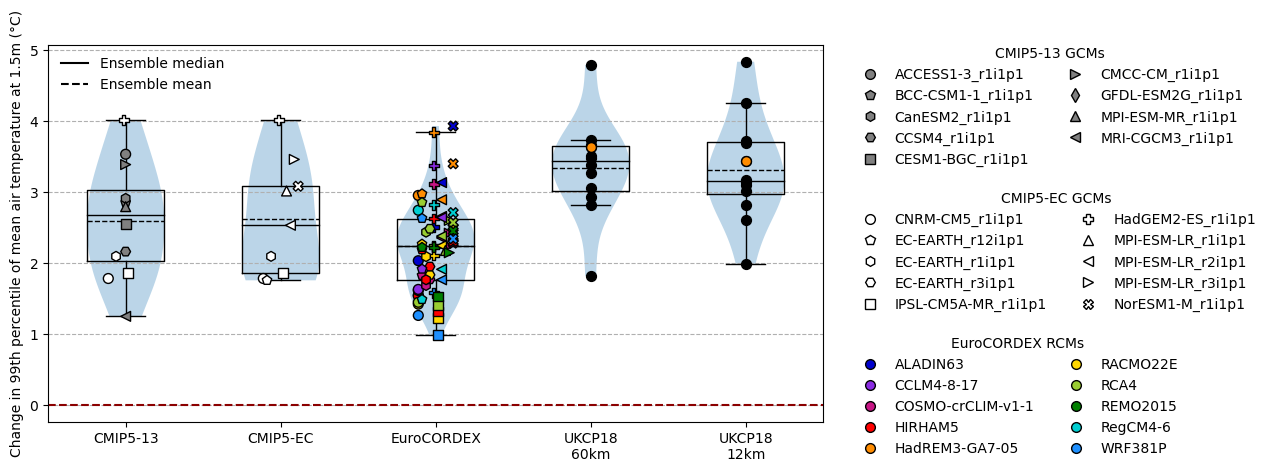 Change in 99th percentile of mean air temperature at 1.5m (°C)
5
4
3
2
1
0
Ensemble median
Ensemble mean
CMIP5-13
CMIP5-EC
EuroCORDEX
UKCP18
60km
UKCP18
12km
CMIP5-13 GCMs
ACCESS1-3_r1i1p1
BCC-CSM1-1_r1i1p1
CanESM2_r1i1p1
CCSM4_r1i1p1
CESM1-BGC_r1i1p1
CMCC-CM_r1i1p1
GFDL-ESM2G_r1i1p1
MPI-ESM-MR_r1i1p1
MRI-CGCM3_r1i1p1
CMIP5-EC GCMs
CNRM-CM5_r1i1p1
EC-EARTH_r12i1p1
EC-EARTH_r1i1p1
EC-EARTH_r3i1p1
IPSL-CM5A-MR_r1i1p1
HadGEM2-ES_r1i1p1
MPI-ESM-LR_r1i1p1
MPI-ESM-LR_r2i1p1
MPI-ESM-LR_r3i1p1
NorESM1-M_r1i1p1
EuroCORDEX RCMs
ALADIN63
CCLM4-8-17
COSMO-crCLIM-v1-1
HIRHAM5
HadREM3-GA7-05
RACMO22E
RCA4
REMO2015
RegCM4-6
WRF381P